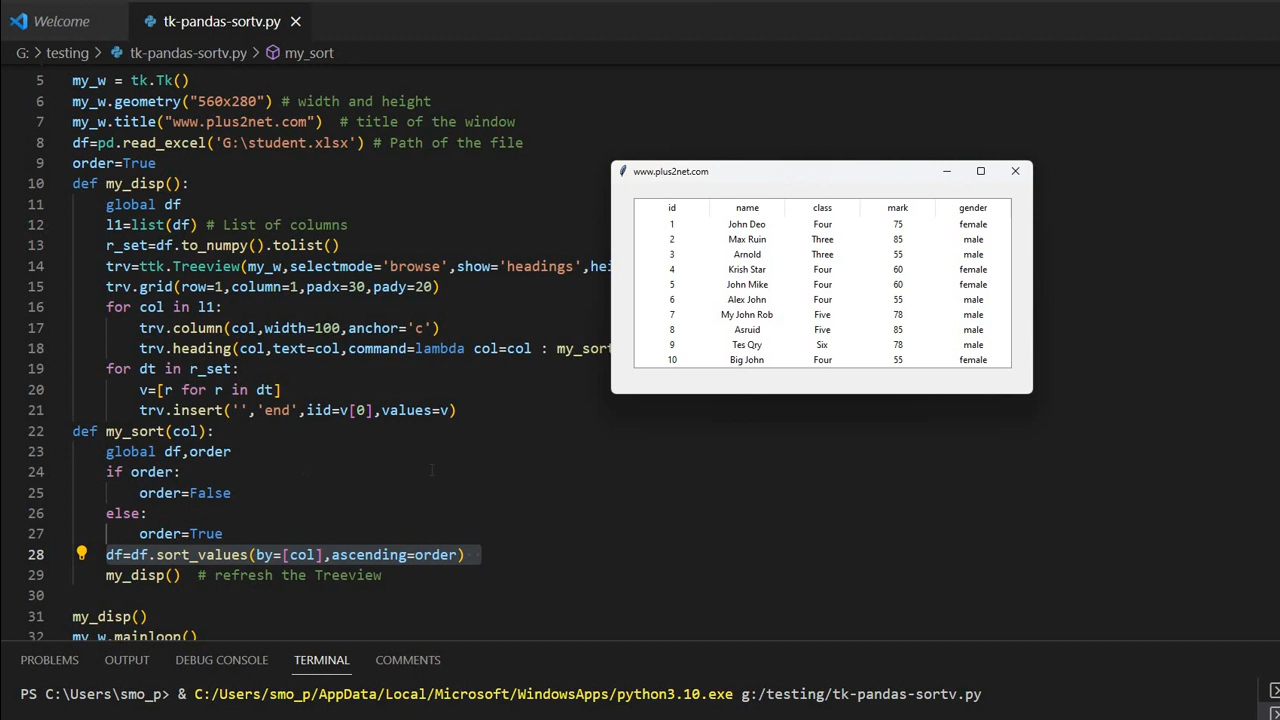 Welcome
tk-pandas-sortv.py
G: > testing > tk-pandas-sortv.py > my_sort
5 my_w = tk.Tk()
6 my_w.geometry("560x280") # width and height
7 my_w.title("www.plus2net.com")  # title of the window
8 df=pd.read_excel('G:\student.xlsx') # Path of the file
9 order=True
10 def my_disp():
11 global df
12 l1=list(df) # List of columns
13 r_set=df.to_numpy().tolist()
14 trv=ttk.Treeview(my_w,selectmode='browse',show='headings',hei
15 trv.grid(row=1,column=1,padx=30,pady=20)
16 for col in l1:
17 trv.column(col,width=100,anchor='c')
18 trv.heading(col,text=col,command=lambda col=col : my_sort
19 for dt in r_set:
20 v=[r for r in dt]
21 trv.insert('','end',iid=v[0],values=v)
22 def my_sort(col):
23 global df,order
24 if order:
25 order=False
26 else:
27 order=True
28 df=df.sort_values(by=[col],ascending=order)
29 my_disp()  # refresh the Treeview
30
31 my_disp()
32 my_w.mainloop()
www.plus2net.com
id name class mark gender
1 John Deo Four 75 female
2 Max Ruin Three 85 male
3 Arnold Three 55 male
4 Krish Star Four 60 female
5 John Mike Four 60 female
6 Alex John Four 55 male
7 My John Rob Five 78 male
8 Asruid Five 85 male
9 Tes Qry Six 78 male
10 Big John Four 55 female
PROBLEMS OUTPUT DEBUG CONSOLE TERMINAL COMMENTS
PS C:\Users\smo_p> & C:/Users/smo_p/AppData/Local/Microsoft/WindowsApps/python3.10.exe g:/testing/tk-pandas-sortv.py